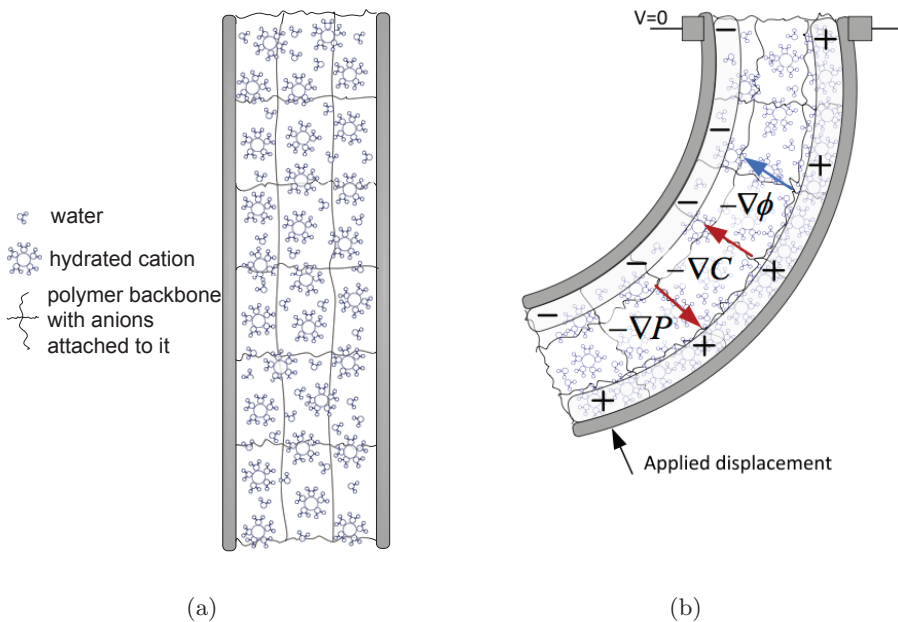 water
hydrated cation
polymer backbone
with anions
attached to it
(a)
V=0
− +
− +
−
− +
− +
+
−∇ϕ
−∇C
−∇P
Applied displacement
(b)